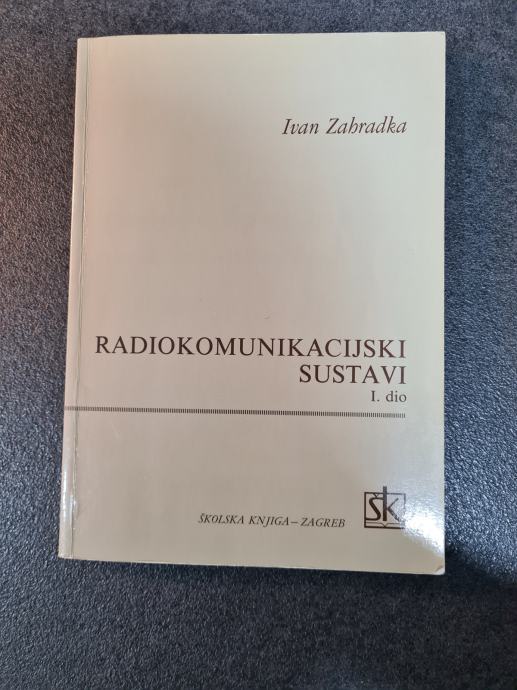 Ivan Zahradka
RADIOKOMUNIKACIJSKI
SUSTAVI
I. dio
ŠKOLSKA KNJIGA – ZAGREB
šk